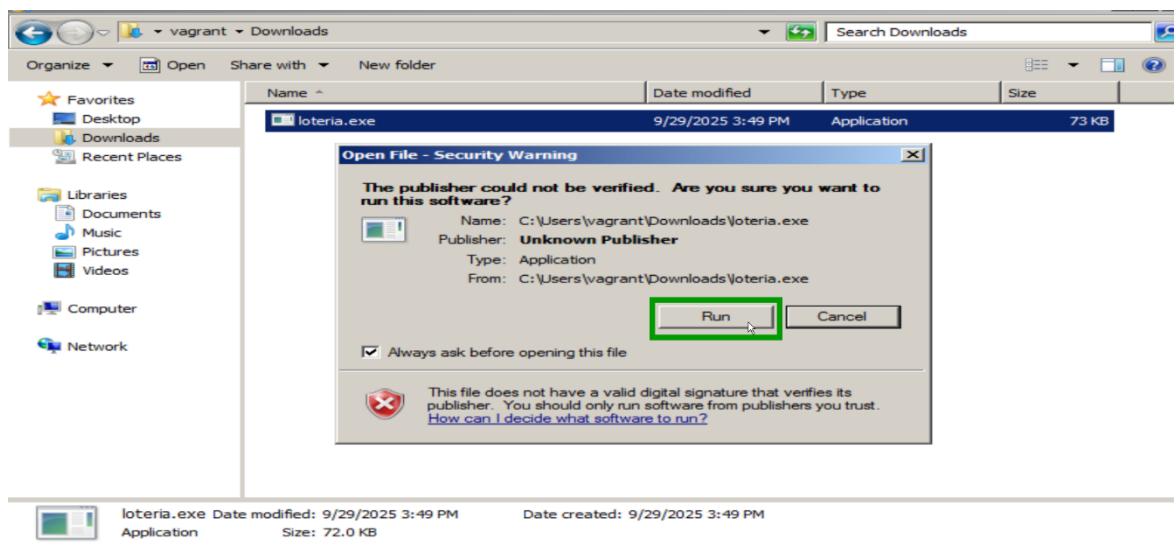 vagrant Downloads Search Downloads
Organize Open Share with New folder
Name Date modified Type Size
Favorites
Desktop
Downloads
Recent Places
Libraries
Documents
Music
Pictures
Videos
Computer
Network
loteria.exe 9/29/2025 3:49 PM Application 73 KB
Open File - Security Warning
The publisher could not be verified. Are you sure you want to
run this software?
Name: C:\Users\vagrant\Downloads\loteria.exe
Publisher: Unknown Publisher
Type: Application
From: C:\Users\vagrant\Downloads\loteria.exe
Run Cancel
Always ask before opening this file
This file does not have a valid digital signature that verifies its
publisher. You should only run software from publishers you trust.
How can I decide what software to run?
loteria.exe Date modified: 9/29/2025 3:49 PM Date created: 9/29/2025 3:49 PM
Application Size: 72.0 KB